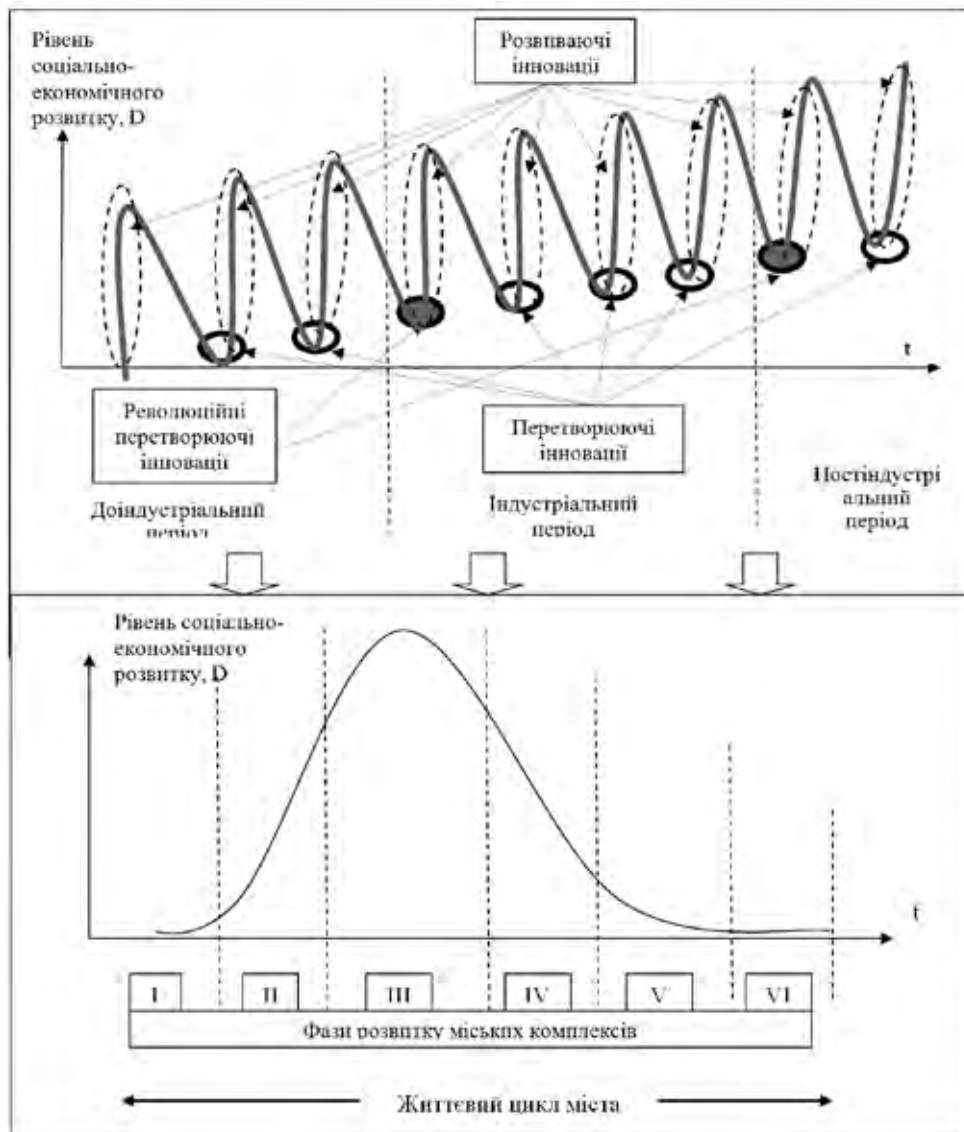 Рівень
соціально-
економічного
розвитку, D
Розвиваючі
інновації
t
Революційні
перетворюючі
інновації
Перетворюючі
інновації
Доіндустріальний
період
Індустріальний
період
Постіндустрі
альний
період
Рівень соціально-
економічного
розвитку, D
t
I II III IV V VI
Фази розвитку міських комплексів
Життєвий цикл міста